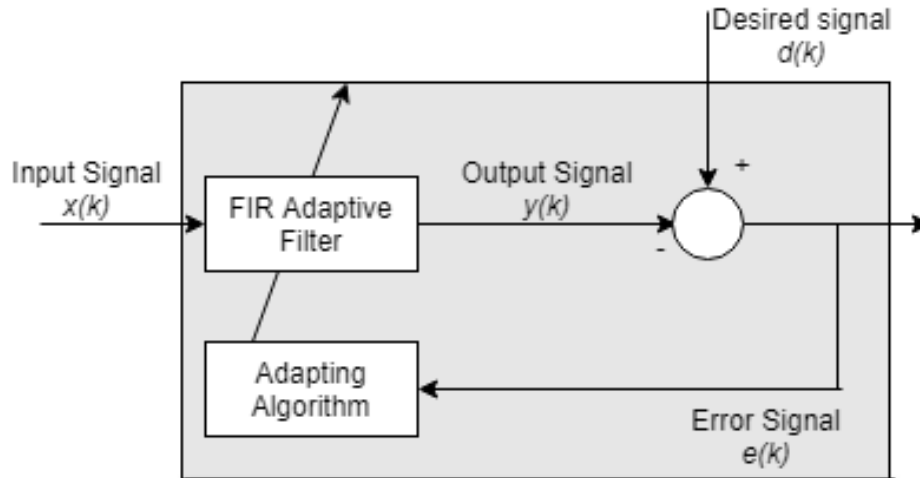 Desired signal
d(k)
Input Signal
x(k)
FIR Adaptive
Filter
Output Signal
y(k)
+
-
Adapting
Algorithm
Error Signal
e(k)